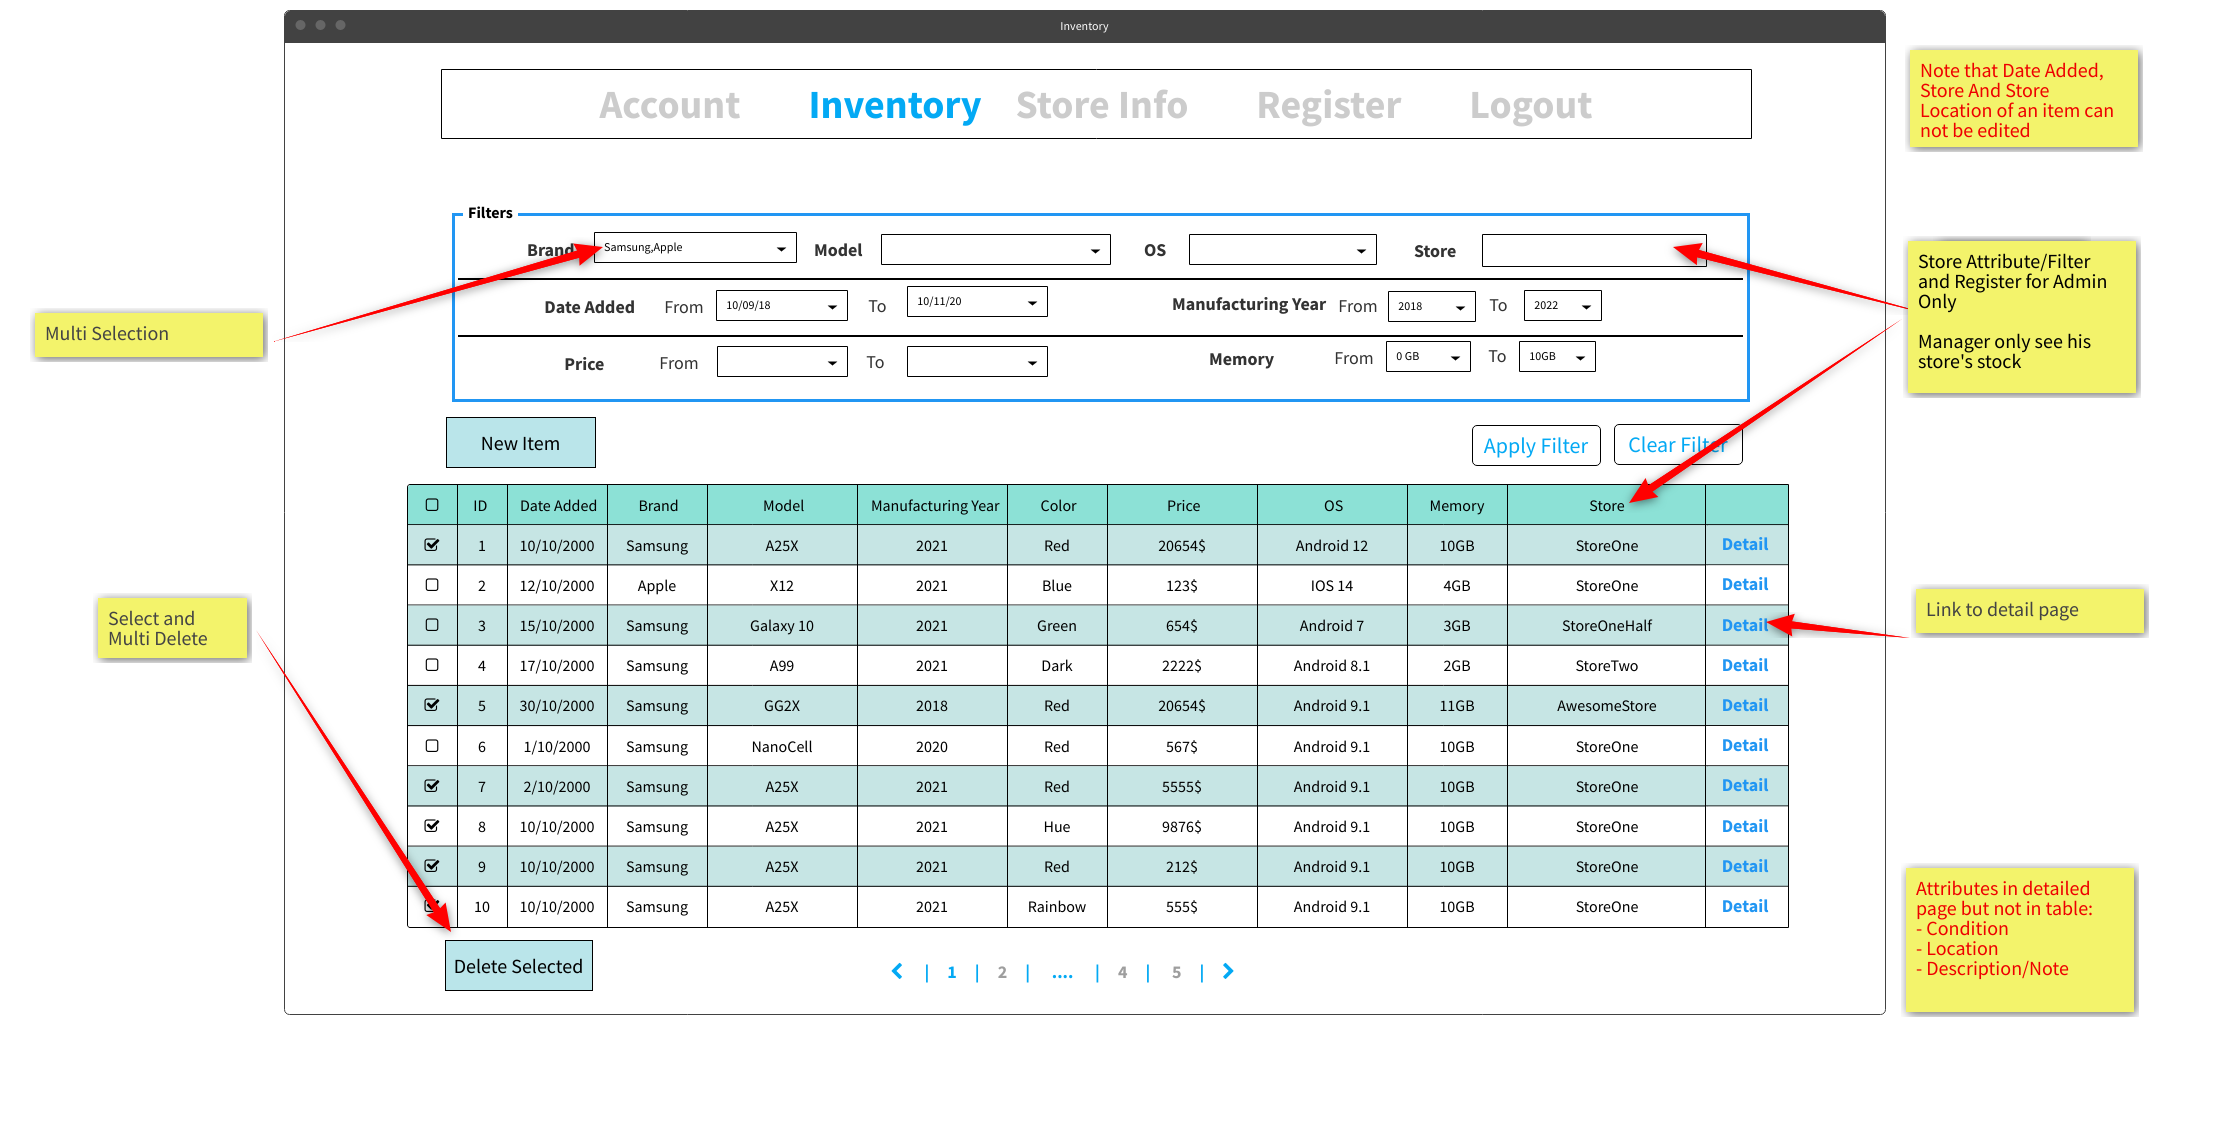 Inventory
Account Inventory Store Info Register Logout
Note that Date Added,
Store And Store
Location of an item can
not be edited
Filters
Brand Samsung,Apple Model OS Store
Date Added From 10/09/18 To 10/11/20 Manufacturing Year From 2018 To 2022
Price From To Memory From 0 GB To 10GB
Multi Selection
Store Attribute/Filter
and Register for Admin
Only
Manager only see his
store's stock
New Item Apply Filter Clear Filter
ID Date Added Brand Model Manufacturing Year Color Price OS Memory Store
1 10/10/2000 Samsung A25X 2021 Red 20654$ Android 12 10GB StoreOne Detail
2 12/10/2000 Apple X12 2021 Blue 123$ IOS 14 4GB StoreOne Detail
3 15/10/2000 Samsung Galaxy 10 2021 Green 654$ Android 7 3GB StoreOneHalf Detail
4 17/10/2000 Samsung A99 2021 Dark 2222$ Android 8.1 2GB StoreTwo Detail
5 30/10/2000 Samsung GG2X 2018 Red 20654$ Android 9.1 11GB AwesomeStore Detail
6 1/10/2000 Samsung NanoCell 2020 Red 567$ Android 9.1 10GB StoreOne Detail
7 2/10/2000 Samsung A25X 2021 Red 5555$ Android 9.1 10GB StoreOne Detail
8 10/10/2000 Samsung A25X 2021 Hue 9876$ Android 9.1 10GB StoreOne Detail
9 10/10/2000 Samsung A25X 2021 Red 212$ Android 9.1 10GB StoreOne Detail
10 10/10/2000 Samsung A25X 2021 Rainbow 555$ Android 9.1 10GB StoreOne Detail
Select and
Multi Delete
Link to detail page
Delete Selected
| 1 | 2 | .... | 4 | 5 |
Attributes in detailed
page but not in table:
- Condition
- Location
- Description/Note